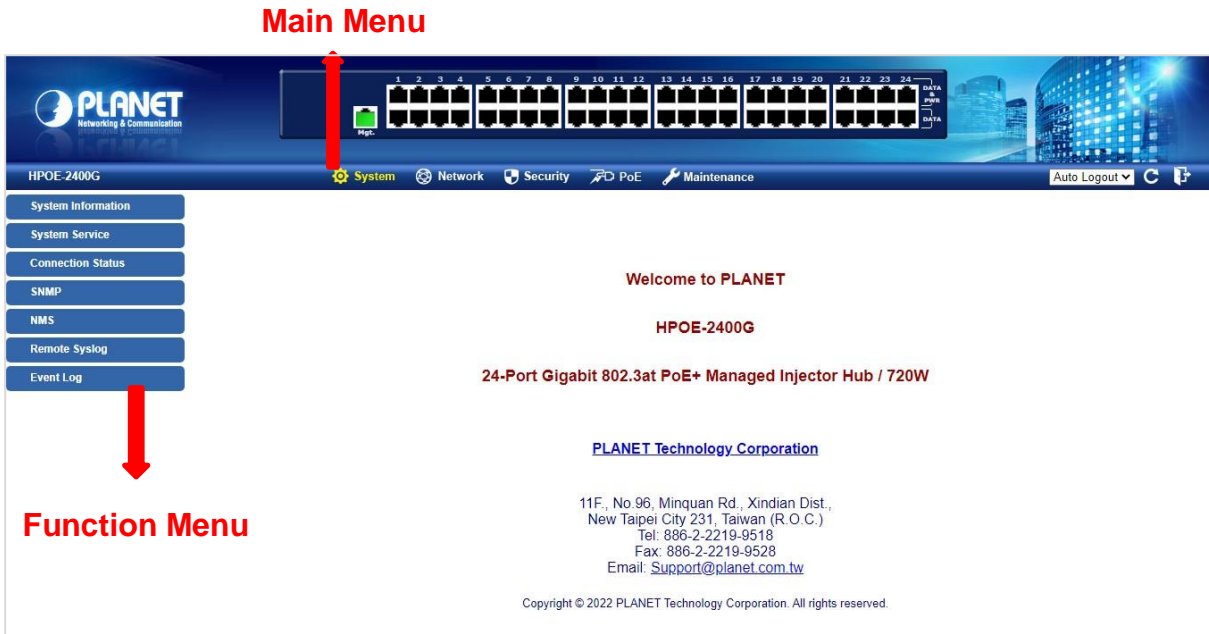 Main Menu
PLANET
Networking & Communication
1 2 3 4 5 6 7 8 9 10 11 12 13 14 15 16 17 18 19 20 21 22 23 24
DATA
&
PWR
DATA
Mgt.
HPOE-2400G
System Network Security PoE Maintenance
Auto Logout
System Information
System Service
Connection Status
SNMP
NMS
Remote Syslog
Event Log
Function Menu
Welcome to PLANET
HPOE-2400G
24-Port Gigabit 802.3at PoE+ Managed Injector Hub / 720W
PLANET Technology Corporation
11F., No.96, Minquan Rd., Xindian Dist.,
New Taipei City 231, Taiwan (R.O.C.)
Tel: 886-2-2219-9518
Fax: 886-2-2219-9528
Email: Support@planet.com.tw
Copyright © 2022 PLANET Technology Corporation. All rights reserved.